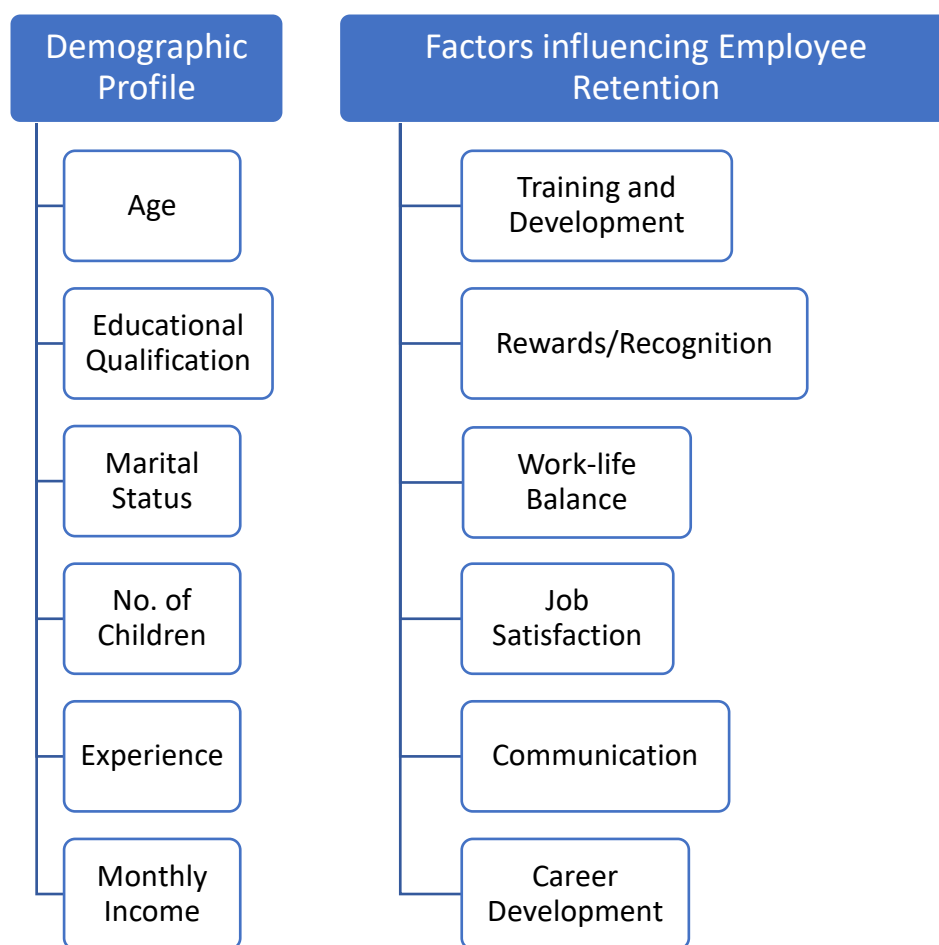 Demographic
Profile
Age
Educational
Qualification
Marital
Status
No. of
Children
Experience
Monthly
Income
Factors influencing Employee
Retention
Training and
Development
Rewards/Recognition
Work-life
Balance
Job
Satisfaction
Communication
Career
Development